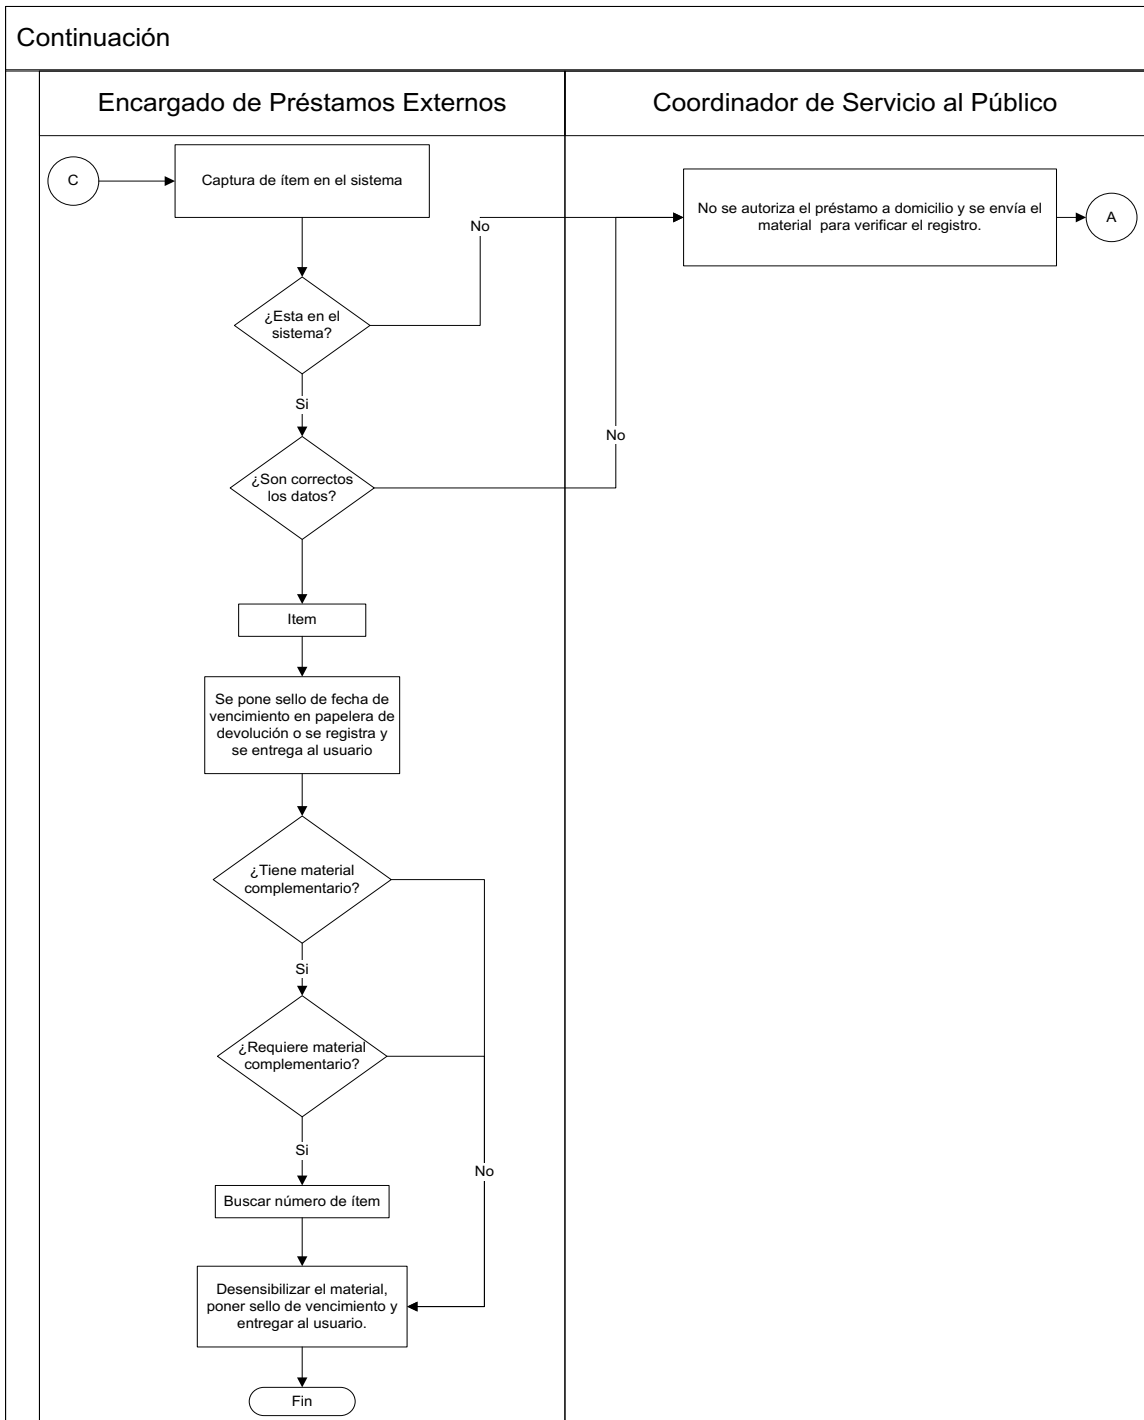 Continuación
Encargado de Préstamos Externos
Coordinador de Servicio al Público
C
Captura de ítem en el sistema
No se autoriza el préstamo a domicilio y se envía el
material para verificar el registro.
A
No
¿Esta en el
sistema?
Si
No
¿Son correctos
los datos?
Item
Se pone sello de fecha de
vencimiento en papelera de
devolución o se registra y
se entrega al usuario
¿Tiene material
complementario?
Si
¿Requiere material
complementario?
Si
No
Buscar número de ítem
Desensibilizar el material,
poner sello de vencimiento y
entregar al usuario.
Fin